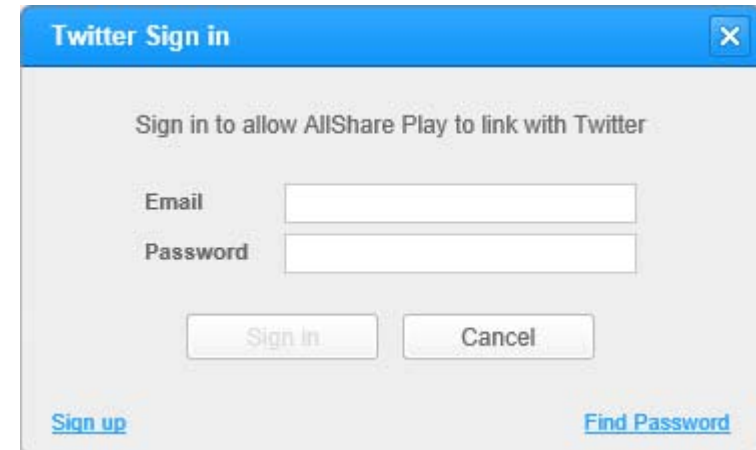 Twitter Sign in
Sign in to allow AllShare Play to link with Twitter
Email
Password
Sign in Cancel
Sign up Find Password